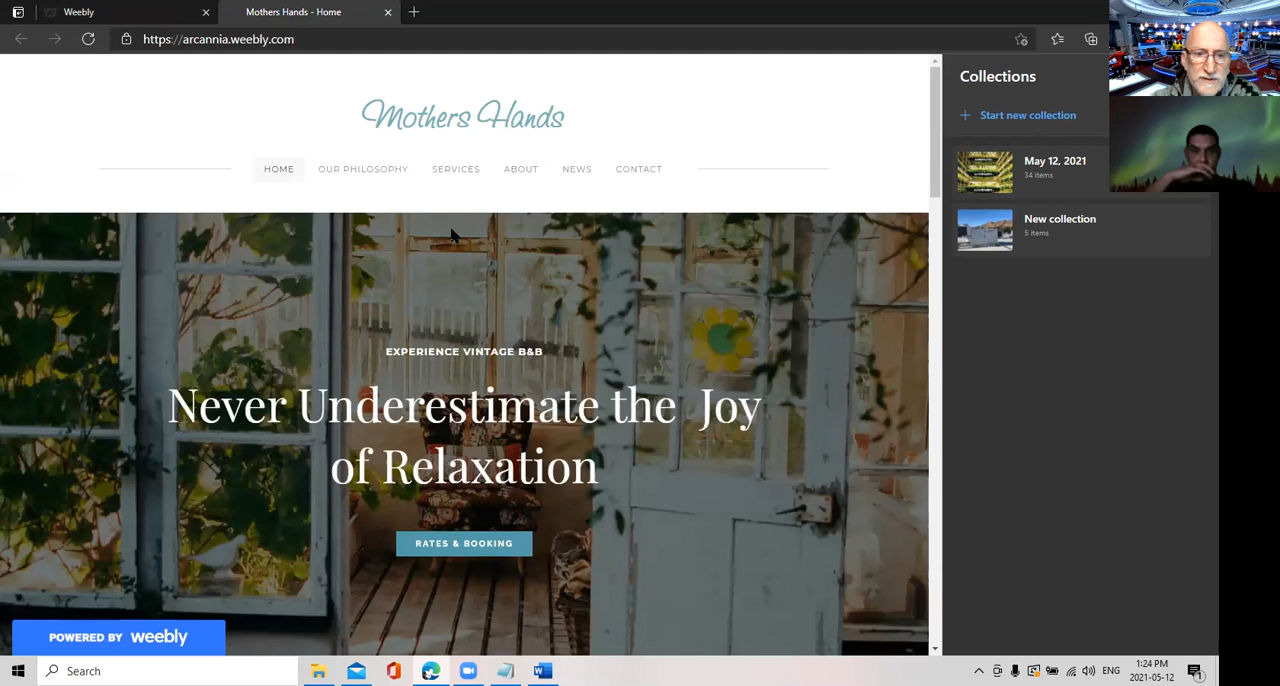 Weebly
Mothers Hands - Home
https://arcannia.weebly.com
Mothers Hands
HOME OUR PHILOSOPHY SERVICES ABOUT NEWS CONTACT
EXPERIENCE VINTAGE B&B
Never Underestimate the Joy
of Relaxation
RATES & BOOKING
POWERED BY weebly
Collections
Start new collection
May 12, 2021
34 items
New collection
5 items
Search
ENG
1:24 PM
2021-05-12
1